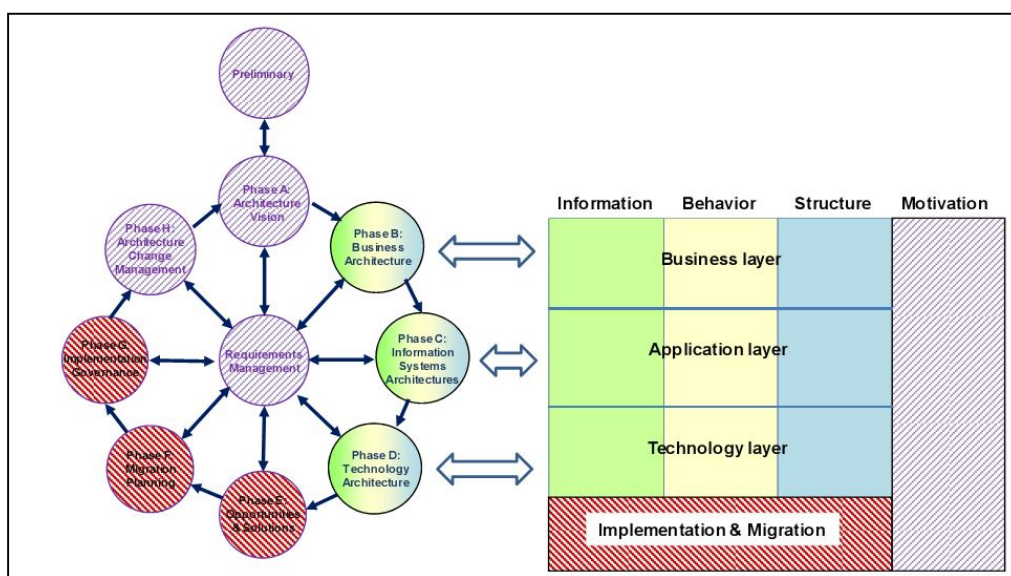 Preliminary
Phase A:
Architecture
Vision
Phase H:
Architecture
Change
Management
Phase B:
Business
Architecture
Phase G:
Implementation
Governance
Requirements
Management
Phase C:
Information
Systems
Architectures
Phase F:
Migration
Planning
Phase D:
Technology
Architecture
Phase E:
Opportunities
& Solutions
Information Behavior Structure Motivation
Business layer
Application layer
Technology layer
Implementation & Migration